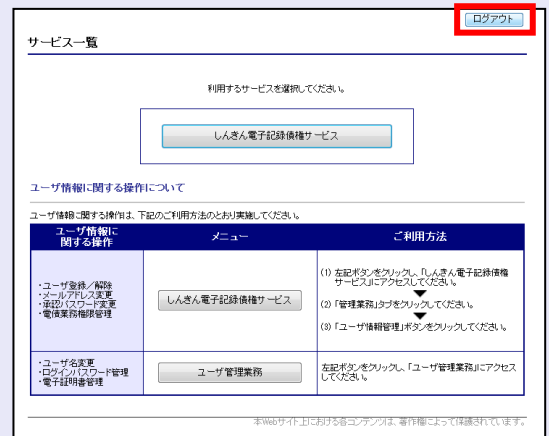 ログアウト
サービス一覧
利用するサービスを選択してください。
しんきん電子記録債権サービス
ユーザ情報に関する操作について
ユーザ情報に関する操作は、下記のご利用方法のとおり実施してください。
ユーザ情報に
関する操作
メニュー
ご利用方法
・ユーザ登録／解除
・メールアドレス変更
・承認パスワード変更
・電債業務権限管理
しんきん電子記録債権サービス
(1) 左記ボタンをクリックし、「しんきん電子記録債権
サービス」にアクセスしてください。
▼
(2) 「管理業務」タブをクリックしてください。
▼
(3) 「ユーザ情報管理」ボタンをクリックしてください。
・ユーザ名変更
・ログインパスワード管理
・電子証明書管理
ユーザ管理業務
左記ボタンをクリックし、「ユーザ管理業務」にアクセス
してください。
本Webサイト上における各コンテンツは、著作権によって保護されています。